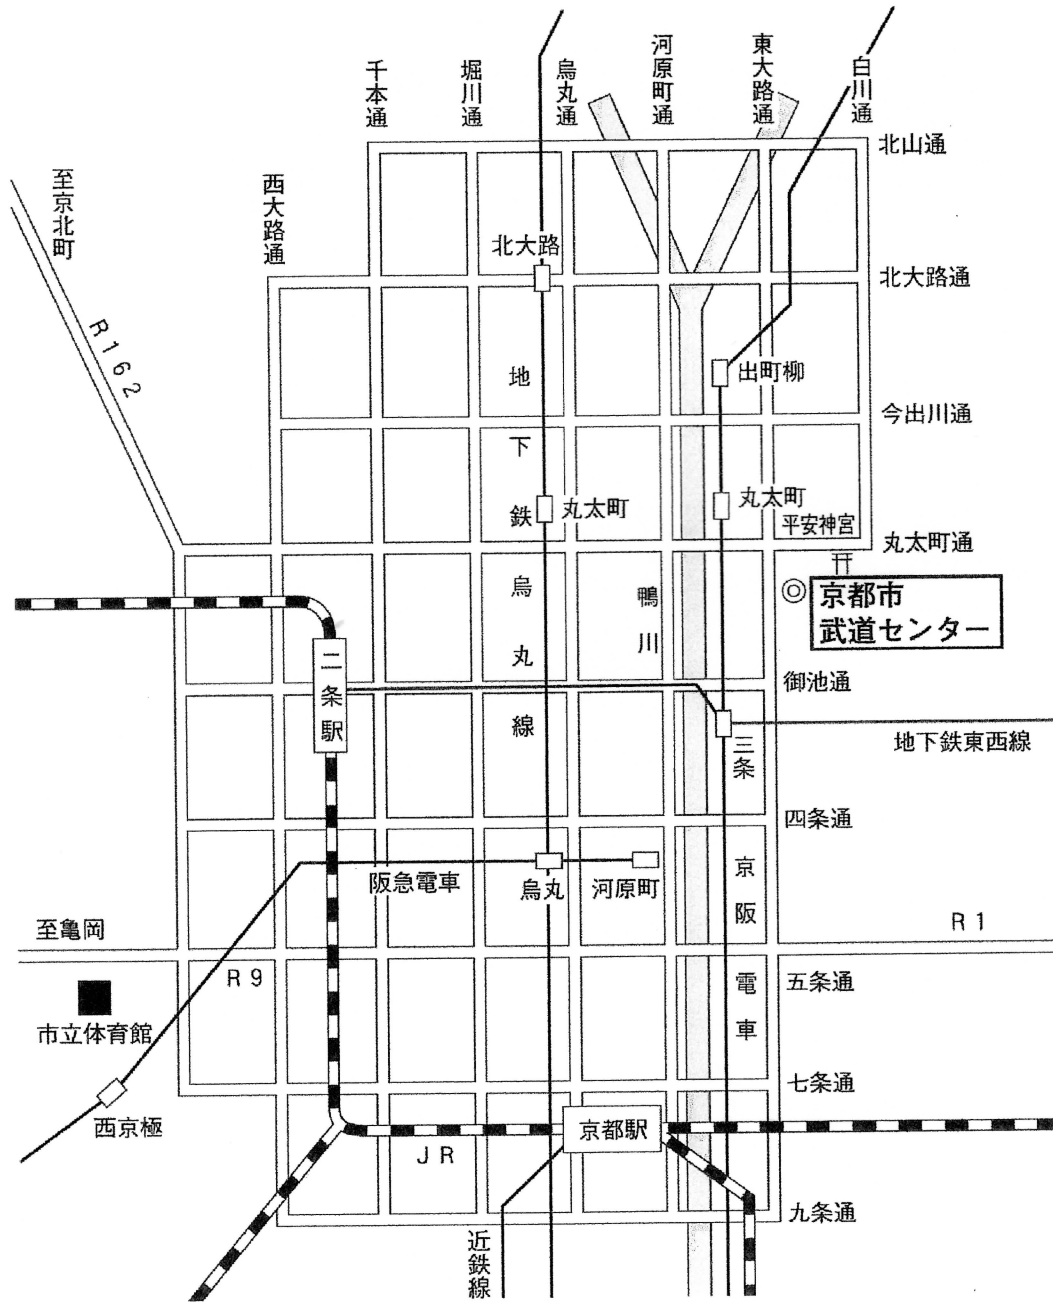 千本通
堀川通
烏丸通
河原町通
東大路通
白川通
北山通
至京北町
西大路通
北大路
北大路通
R162
出町柳
今出川通
地下鉄烏丸線
丸太町
丸太町
平安神宮
丸太町通
鴨川
京都市
武道センター
二条駅
御池通
三条
地下鉄東西線
四条通
阪急電車
烏丸
河原町
京阪電車
至亀岡
R1
R9
五条通
市立体育館
七条通
西京極
京都駅
JR
九条通
近鉄線